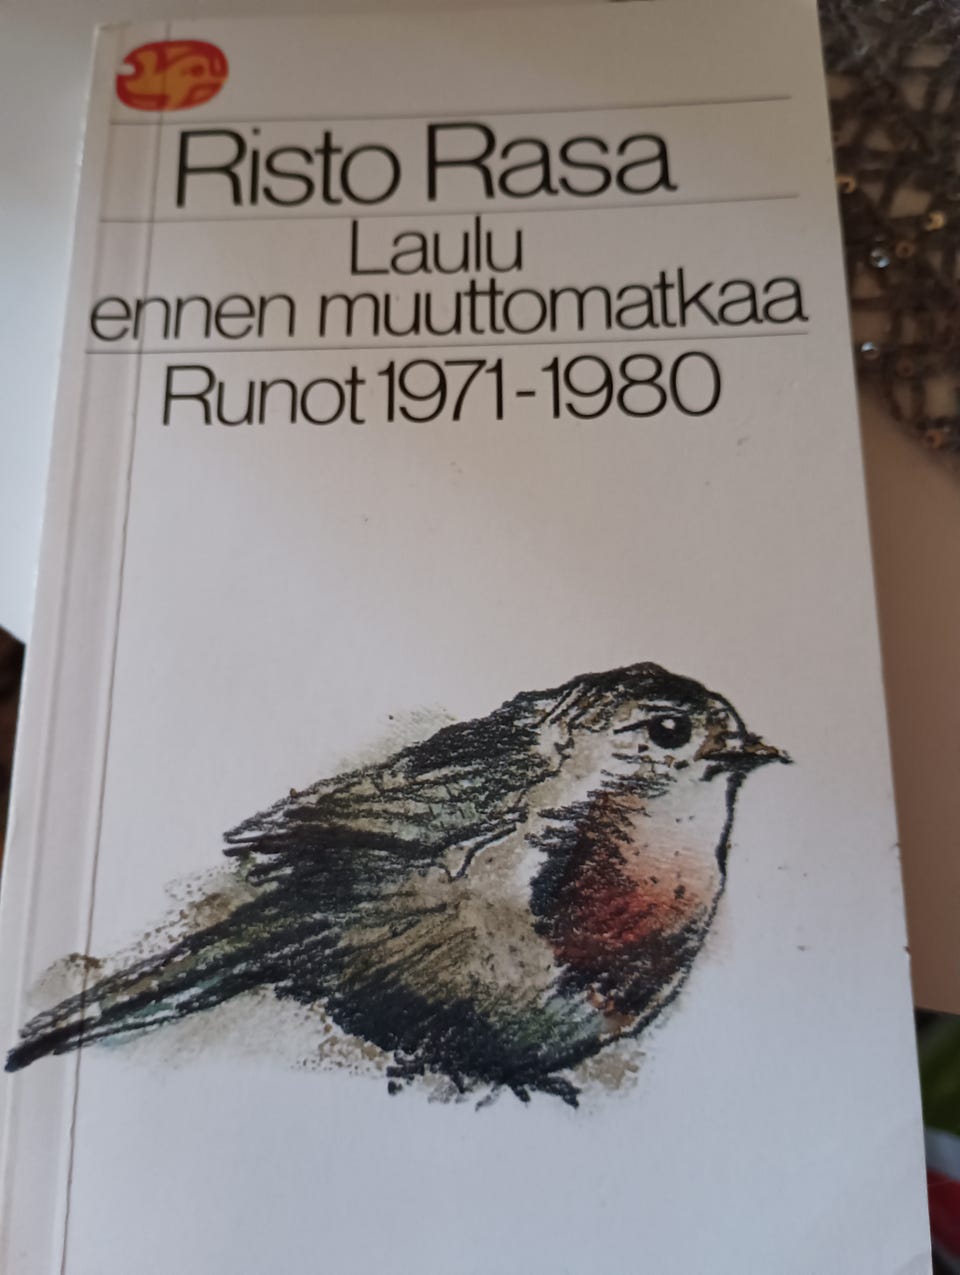 Risto Rasa
Laulu
ennen muuttomatkaa
Runot 1971-1980